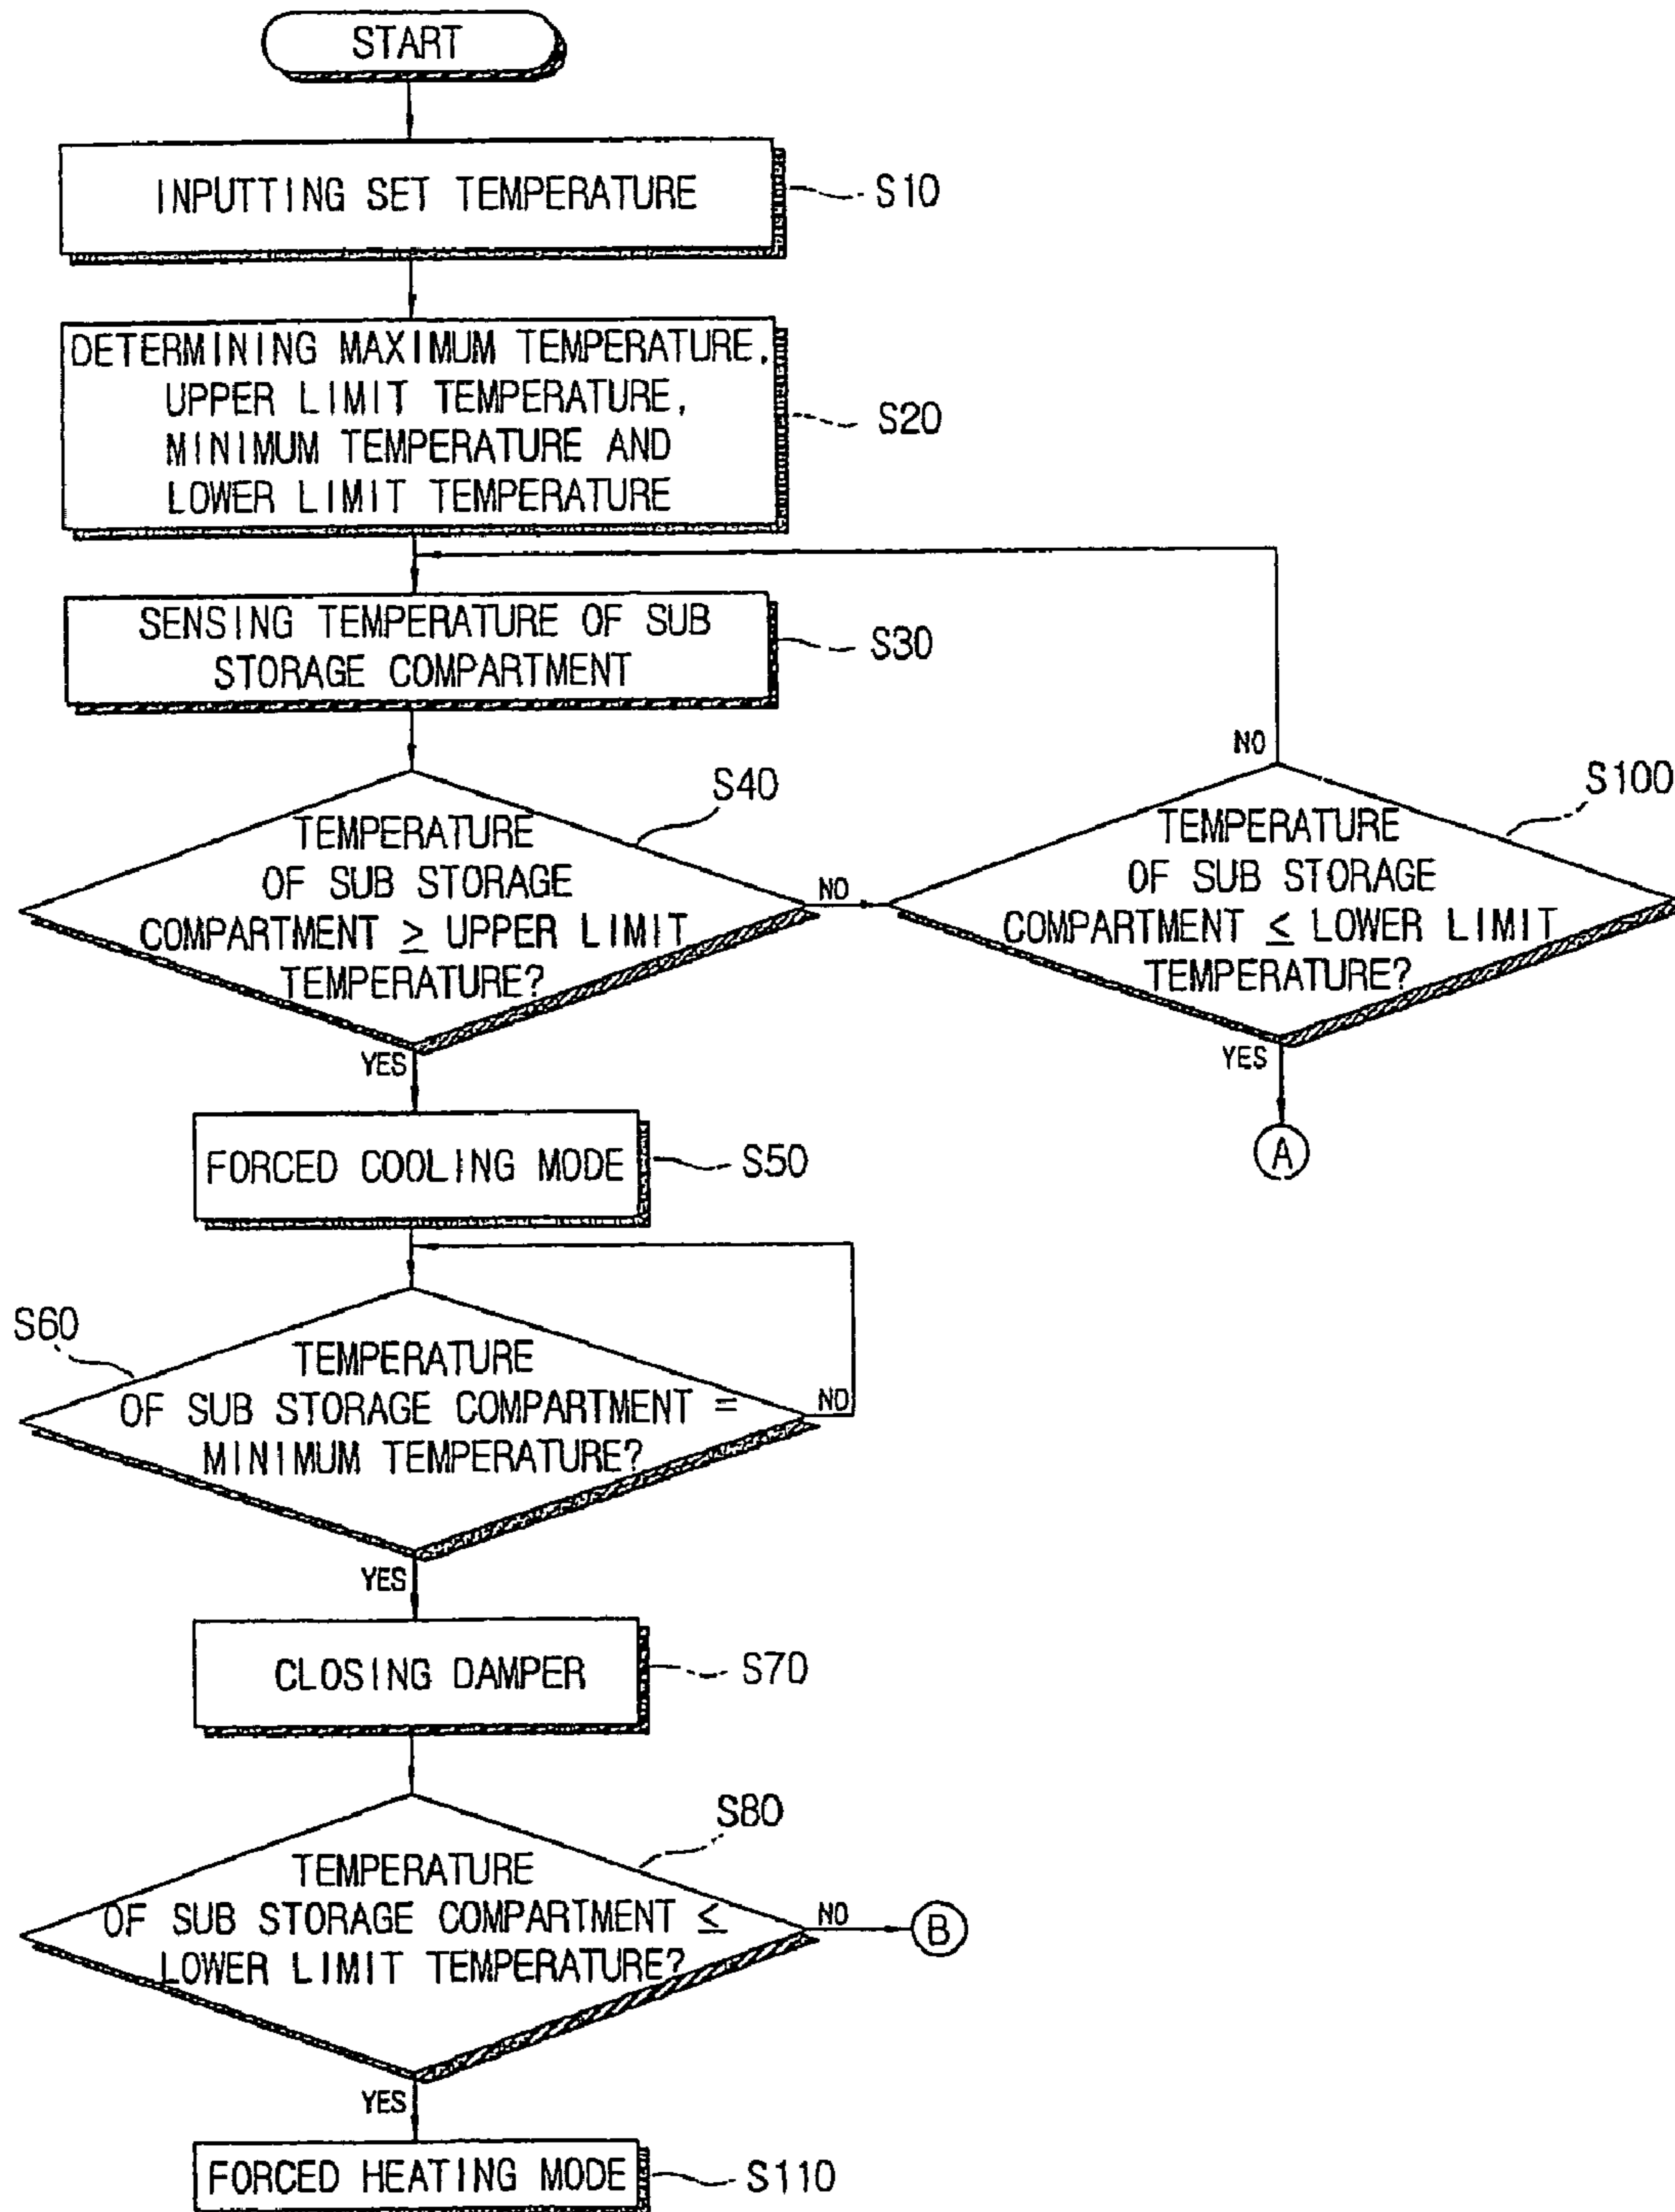 START
INPUTTING SET TEMPERATURE
S10
DETERMINING MAXIMUM TEMPERATURE,
UPPER LIMIT TEMPERATURE,
MINIMUM TEMPERATURE AND
LOWER LIMIT TEMPERATURE
S20
SENSING TEMPERATURE OF SUB
STORAGE COMPARTMENT
S30
S40
TEMPERATURE
OF SUB STORAGE
COMPARTMENT ≥ UPPER LIMIT
TEMPERATURE?
NO
YES
NO
S100
TEMPERATURE
OF SUB STORAGE
COMPARTMENT ≤ LOWER LIMIT
TEMPERATURE?
YES
A
FORCED COOLING MODE
S50
S60
TEMPERATURE
OF SUB STORAGE COMPARTMENT =
MINIMUM TEMPERATURE?
NO
YES
CLOSING DAMPER
S70
S80
TEMPERATURE
OF SUB STORAGE COMPARTMENT ≤
LOWER LIMIT TEMPERATURE?
NO
B
YES
FORCED HEATING MODE
S110